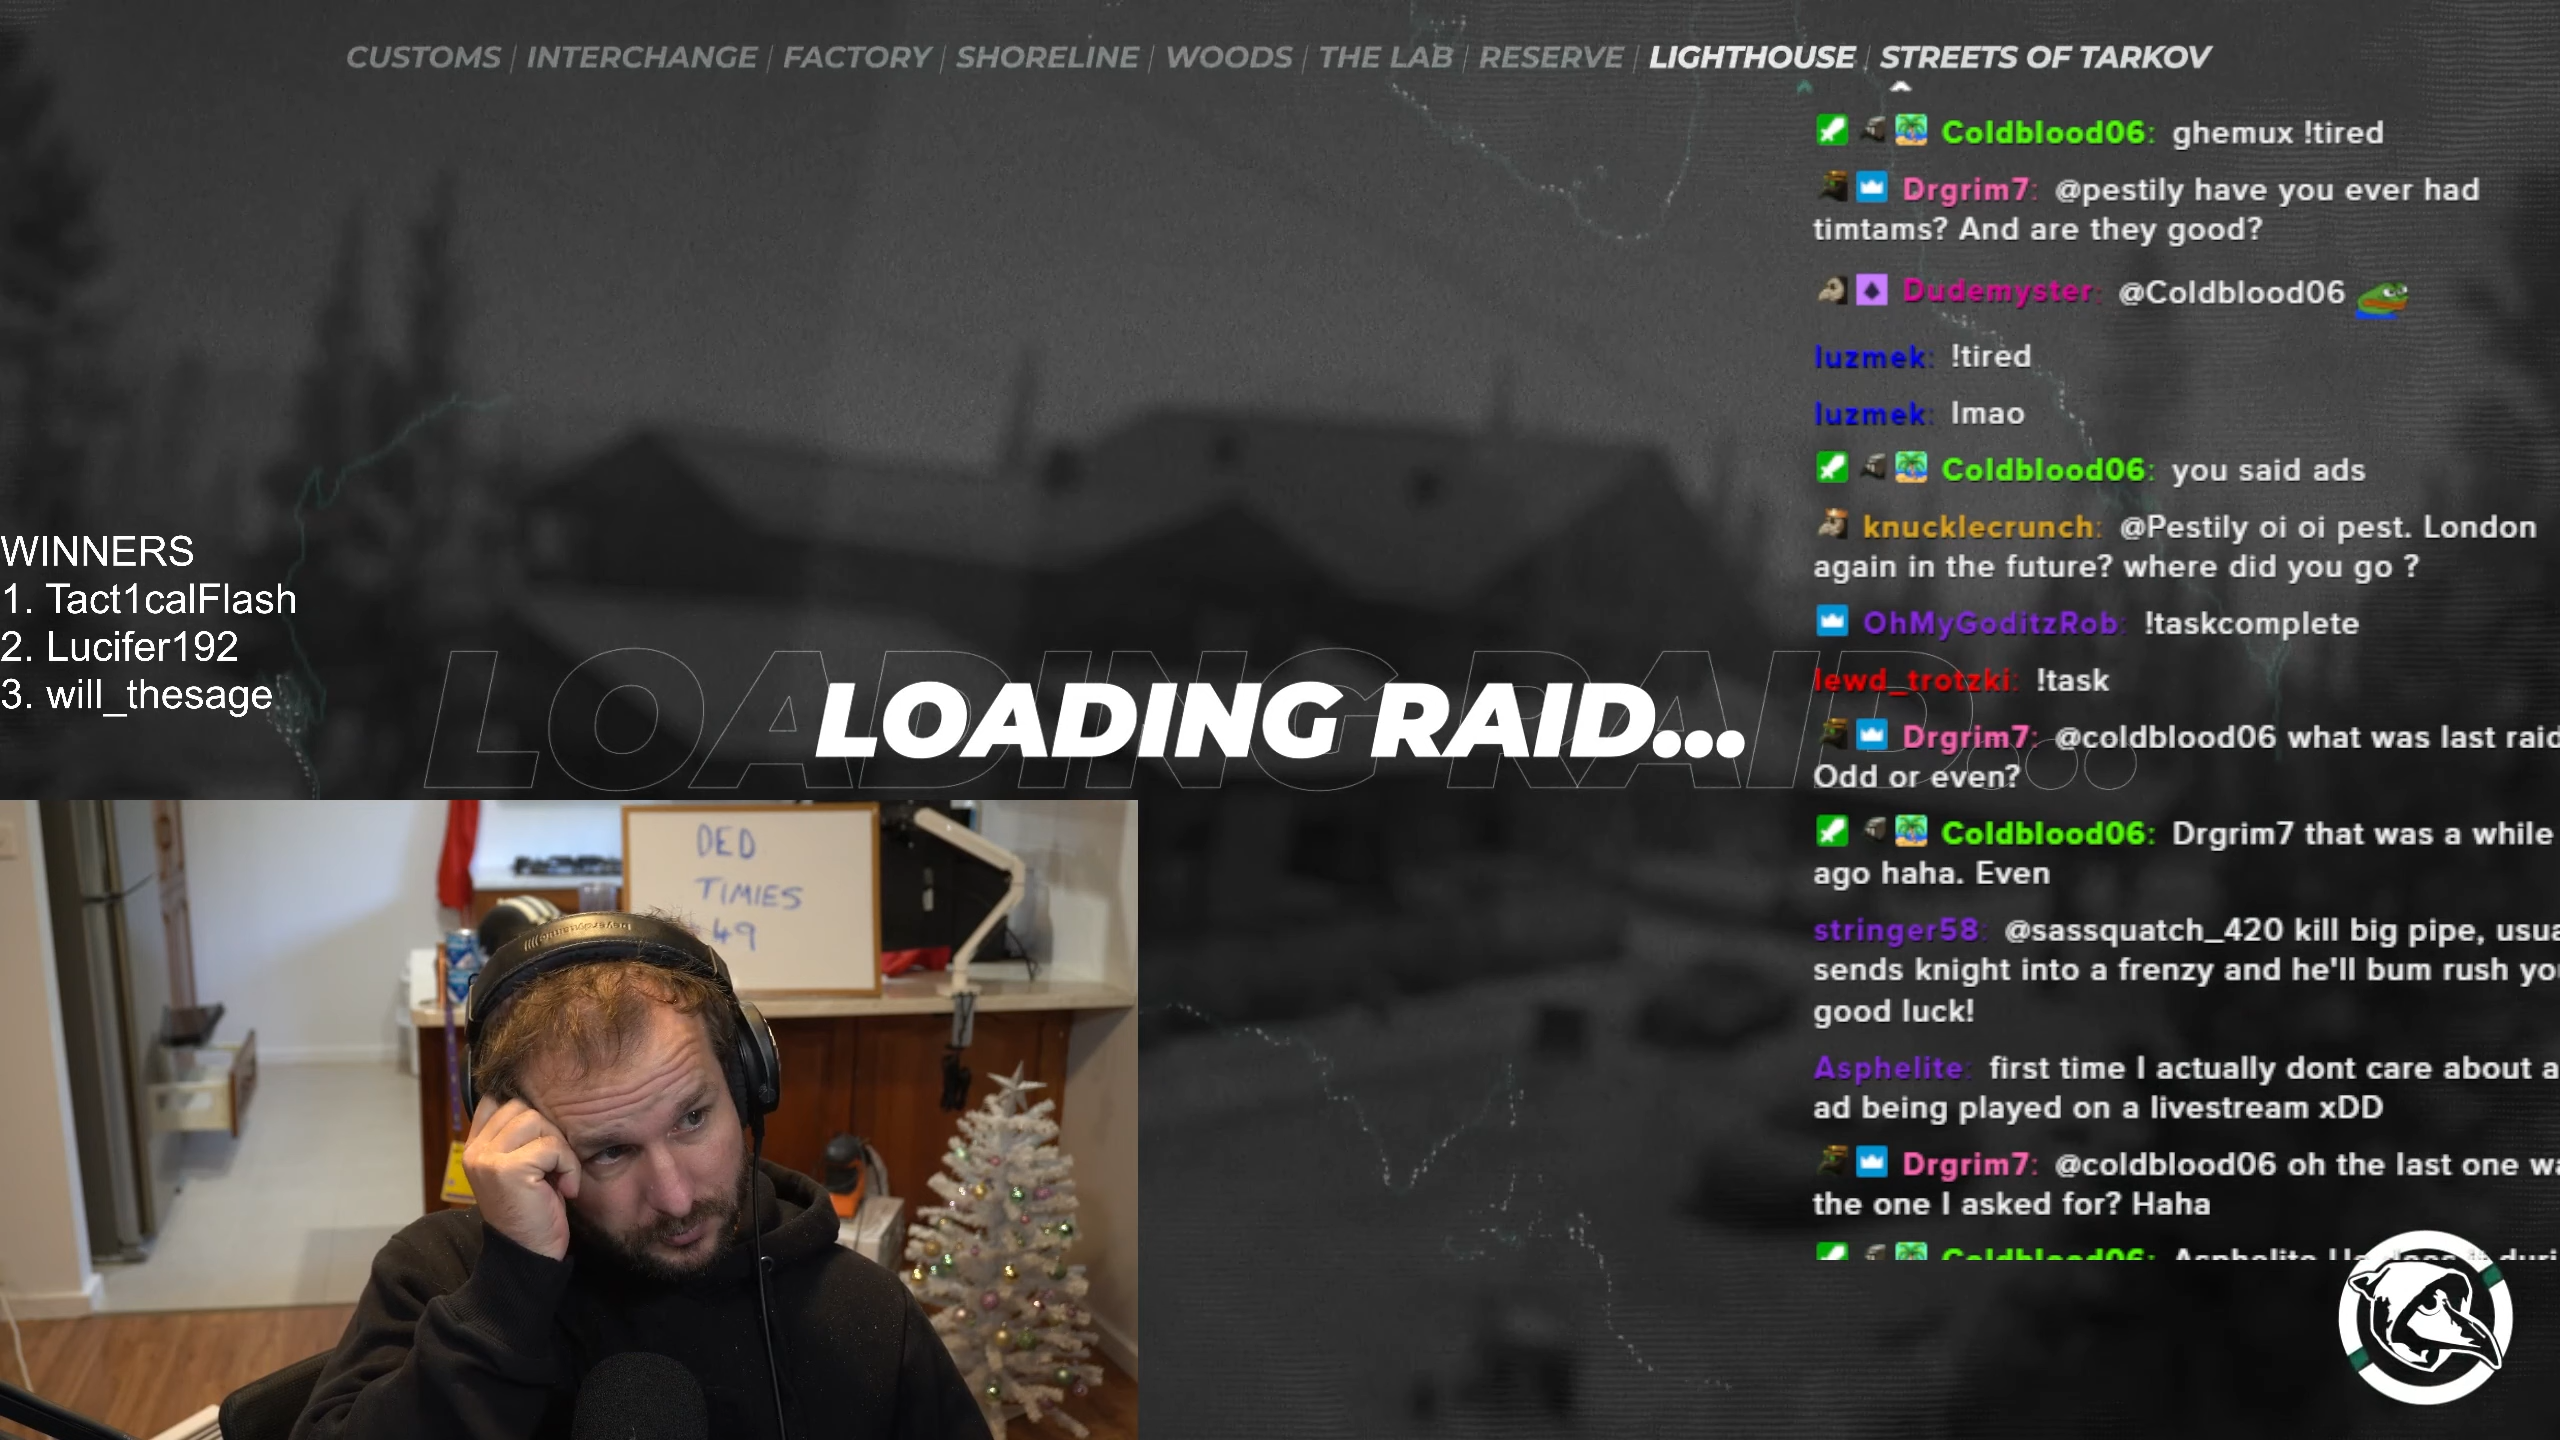 CUSTOMS | INTERCHANGE | FACTORY | SHORELINE | WOODS | THE LAB | RESERVE | LIGHTHOUSE | STREETS OF TARKOV
Coldblood06: ghemux !tired
Drgrim7: @pestily have you ever had
timtams? And are they good?
Dudemyster: @Coldblood06
luzmek: !tired
luzmek: lmao
Coldblood06: you said ads
knucklecrunch: @Pestily oi oi pest. London
again in the future? where did you go ?
OhMyGoditzRob: !taskcomplete
lewd_trotzki: !task
Drgrim7: @coldblood06 what was last raid
Odd or even?
Coldblood06: Drgrim7 that was a while
ago haha. Even
stringer58: @sassquatch_420 kill big pipe,
sends knight into a frenzy and he'll bum rush
good luck!
Asphelite: first time I actually dont care about
ad being played on a livestream xDD
Drgrim7: @coldblood06 oh the last one
the one I asked for? Haha
Coldblood06: Asphelite
WINNERS
1. Tact1calFlash
2. Lucifer192
3. will_thesage
LOADING RAID...
LOADING RAID...
DED
TIMIES
49
beyerdynamic